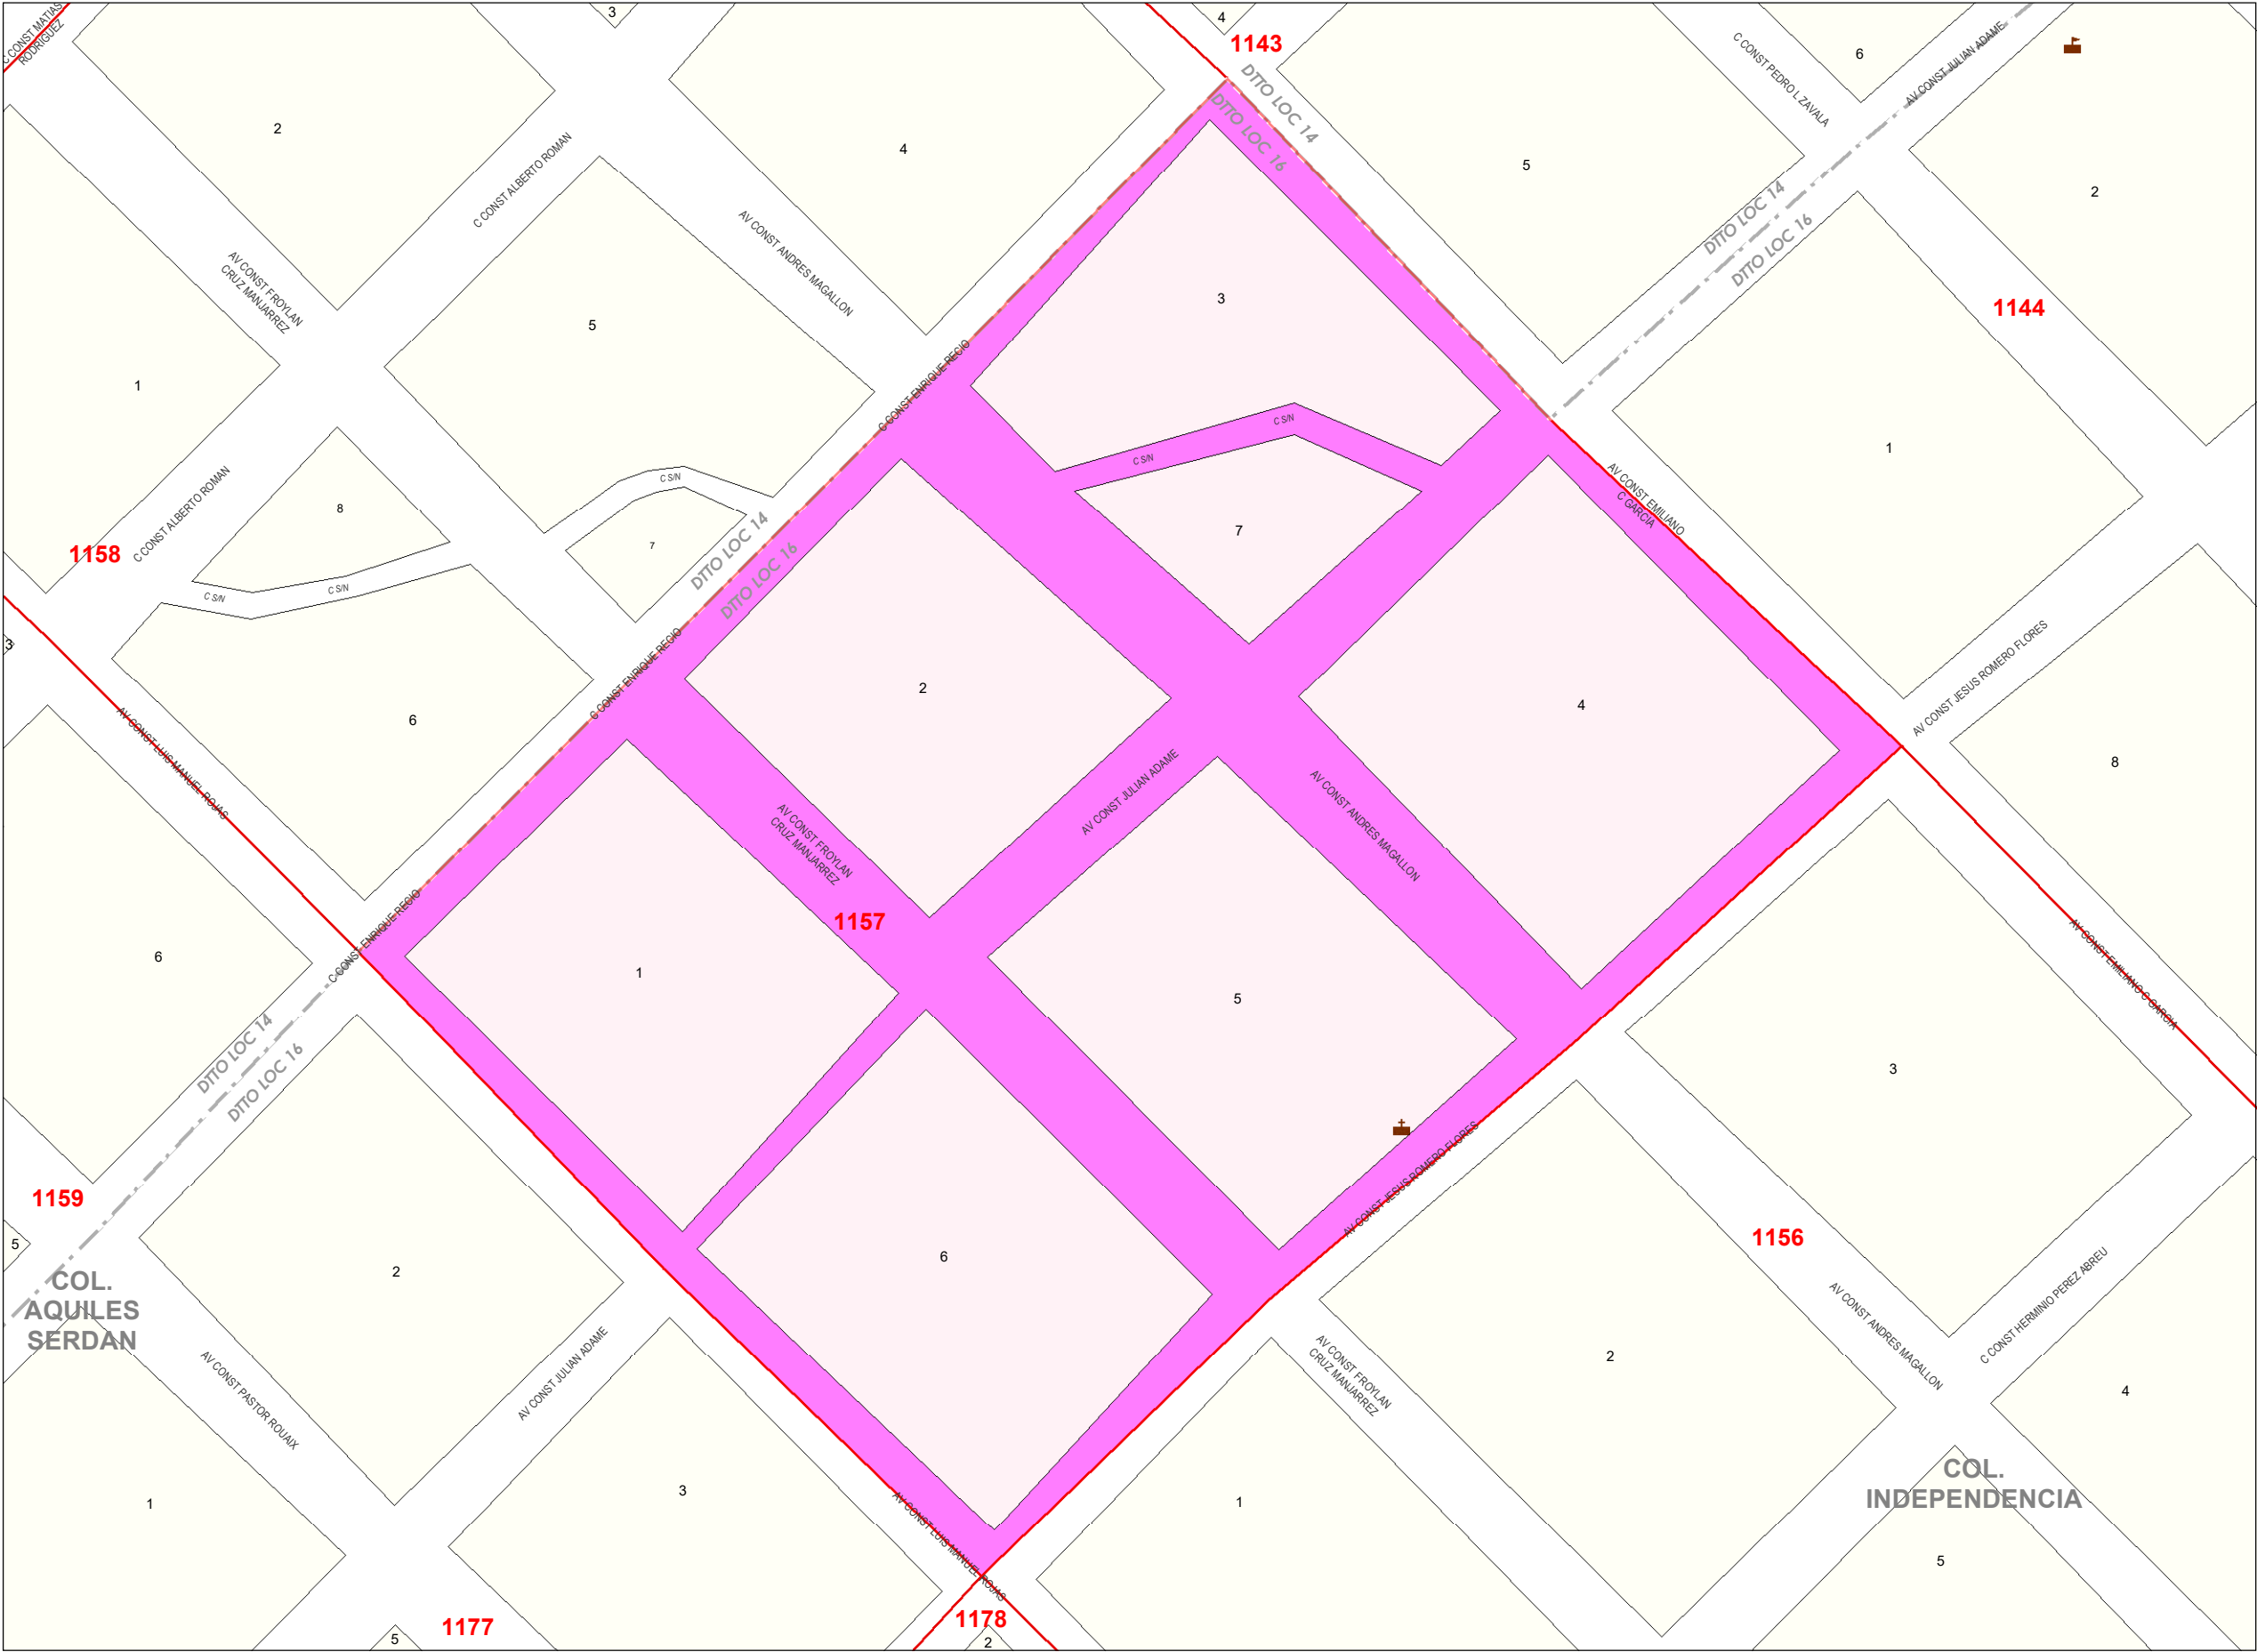 C CONST MATIAS
RODRIGUEZ
3
4
1143
6
C CONST PEDRO L ZAVALA
AV CONST JULIAN ADAME
2
C CONST ALBERTO ROMAN
4
DTTO LOC 14
DTTO LOC 16
5
2
DTTO LOC 14
DTTO LOC 16
AV CONST FROYLAN
CRUZ MANJARREZ
AV CONST ANDRES MAGALLON
3
1144
5
1
C CONST ENRIQUE REGIO
C S/N
C S/N
1
C S/N
8
7
C CONST ALBERTO ROMAN
1158
C S/N
C S/N
7
DTTO LOC 14
DTTO LOC 16
AV CONST EMILIANO
C GARCIA
3
C CONST ENRIQUE REGIO
2
4
AV CONST JESUS ROMERO FLORES
6
AV CONST LUIS MANUEL ROJAS
8
AV CONST JULIAN ADAME
AV CONST ANDRES MAGALLON
AV CONST FROYLAN
CRUZ MANJARREZ
1157
C CONST ENRIQUE REGIO
6
1
5
AV CONST EMILIANO C GARCIA
DTTO LOC 14
DTTO LOC 16
3
AV CONST JESUS ROMERO FLORES
1159
5
1156
COL.
AQUILES
SERDAN
2
6
AV CONST JULIAN ADAME
AV CONST PASTOR ROUAIX
AV CONST FROYLAN
CRUZ MANJARREZ
2
AV CONST ANDRES MAGALLON
C CONST HERMINIO PEREZ ABREU
4
COL.
INDEPENDENCIA
1
3
AV CONST LUIS MANUEL ROJAS
1
5
1177
5
1178
2